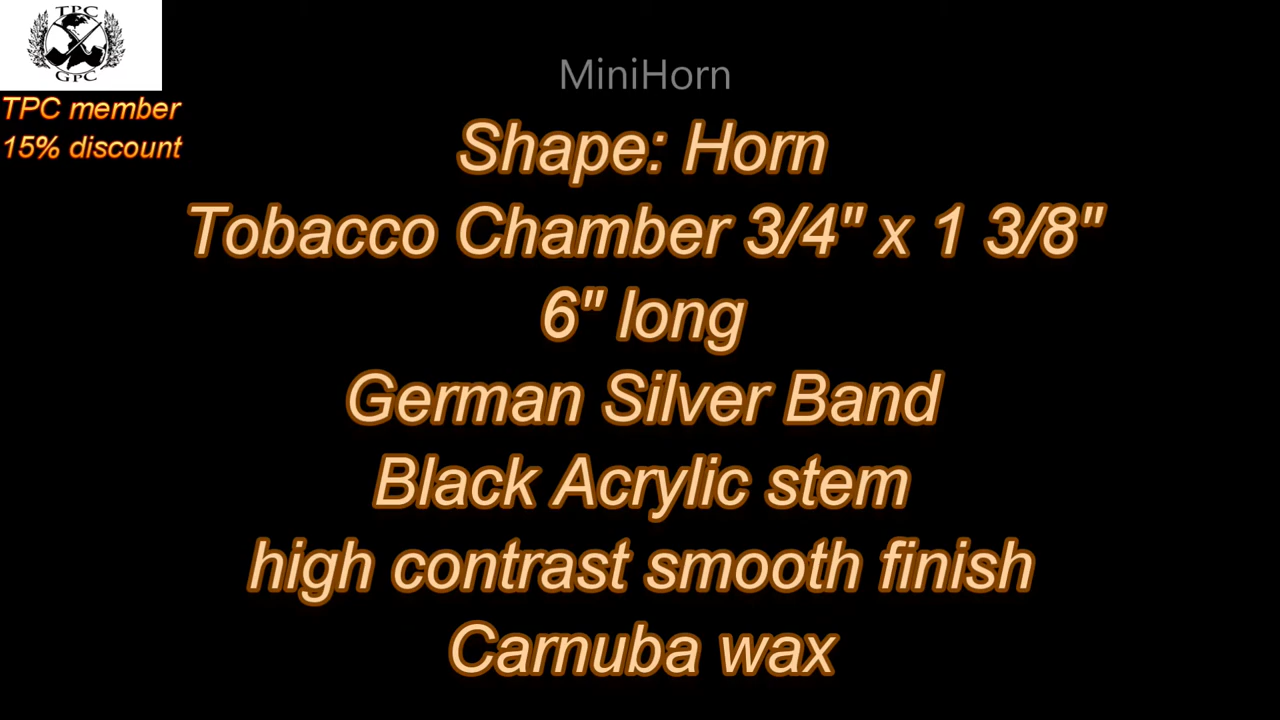 TPC
GPC
TPC member
15% discount
MiniHorn
Shape: Horn
Tobacco Chamber 3/4" x 1 3/8"
6" long
German Silver Band
Black Acrylic stem
high contrast smooth finish
Carnuba wax